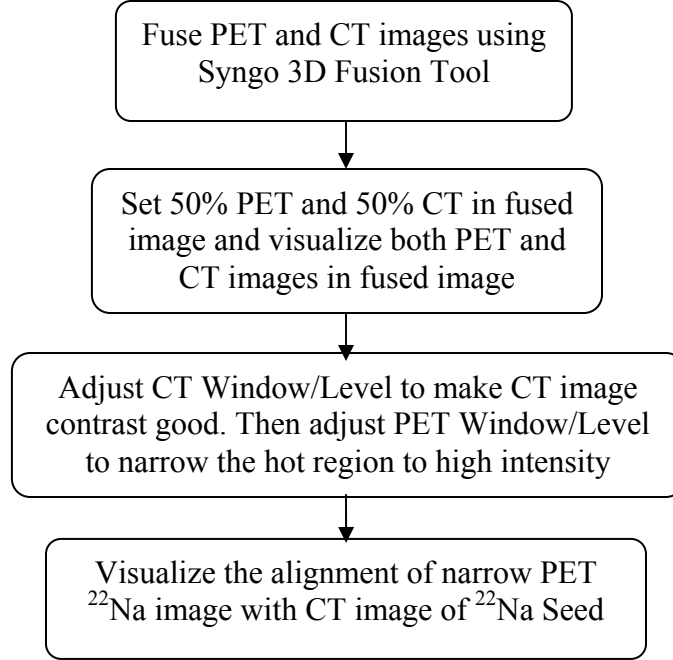 Fuse PET and CT images using
Syngo 3D Fusion Tool
Set 50% PET and 50% CT in fused
image and visualize both PET and
CT images in fused image
Adjust CT Window/Level to make CT image
contrast good. Then adjust PET Window/Level
to narrow the hot region to high intensity
Visualize the alignment of narrow PET
²²Na image with CT image of ²²Na Seed